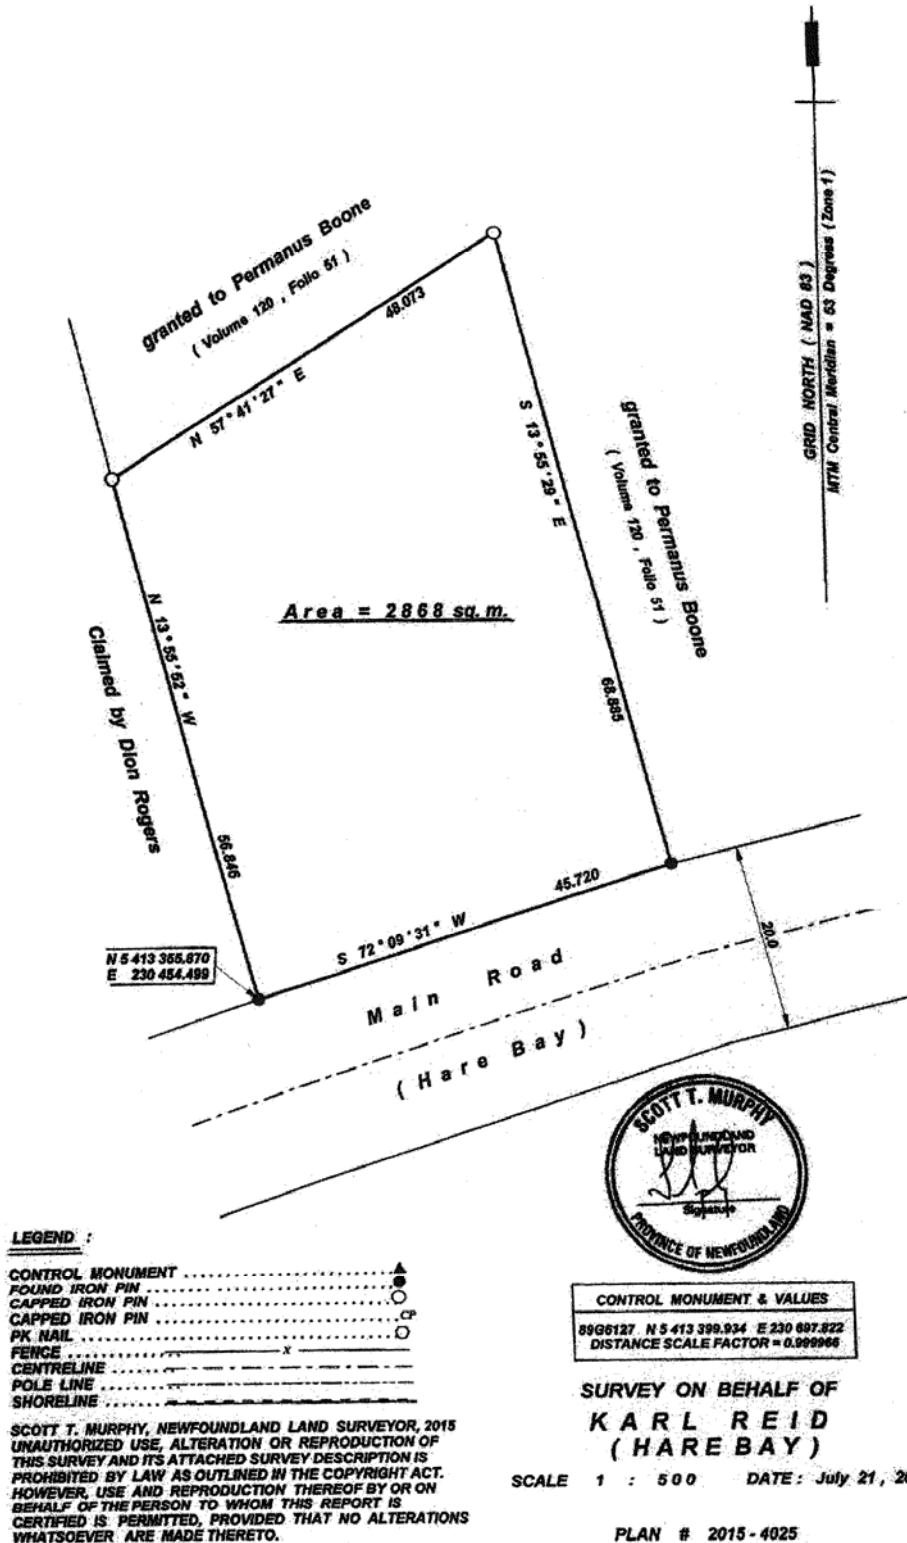 granted to Permanus Boone
( Volume 120 , Folio 51 )
48.073
N 57° 41' 27" E
GRID NORTH ( NAD 83 )
MTM Central Meridian = 53 Degrees ( Zone 1 )
S 13° 55' 29" E
granted to Permanus Boone
( Volume 120 , Folio 51 )
68.885
Area = 2868 sq. m.
N 13° 55' 52" W
Claimed by Dion Rogers
56.846
45.720
S 72° 09' 31" W
20.0
N 5 413 355.870
E 230 454.499
Main Road
( Hare Bay )
SCOTT T. MURPHY
NEWFOUNDLAND
LAND SURVEYOR
Signature
PROVINCE OF NEWFOUNDLAND
LEGEND :
CONTROL MONUMENT
FOUND IRON PIN
CAPPED IRON PIN
CAPPED IRON PIN CP
PK NAIL
FENCE x
CENTRELINE
POLE LINE
SHORELINE
CONTROL MONUMENT & VALUES
89G6127 N 5 413 399.934 E 230 697.822
DISTANCE SCALE FACTOR = 0.999966
SURVEY ON BEHALF OF
KARL REID
( HARE BAY )
SCALE 1 : 500 DATE : July 21 , 20
PLAN # 2015 - 4025
SCOTT T. MURPHY, NEWFOUNDLAND LAND SURVEYOR, 2015
UNAUTHORIZED USE, ALTERATION OR REPRODUCTION OF
THIS SURVEY AND ITS ATTACHED SURVEY DESCRIPTION IS
PROHIBITED BY LAW AS OUTLINED IN THE COPYRIGHT ACT.
HOWEVER, USE AND REPRODUCTION THEREOF BY OR ON
BEHALF OF THE PERSON TO WHOM THIS REPORT IS
CERTIFIED IS PERMITTED, PROVIDED THAT NO ALTERATIONS
WHATSOEVER ARE MADE THERETO.